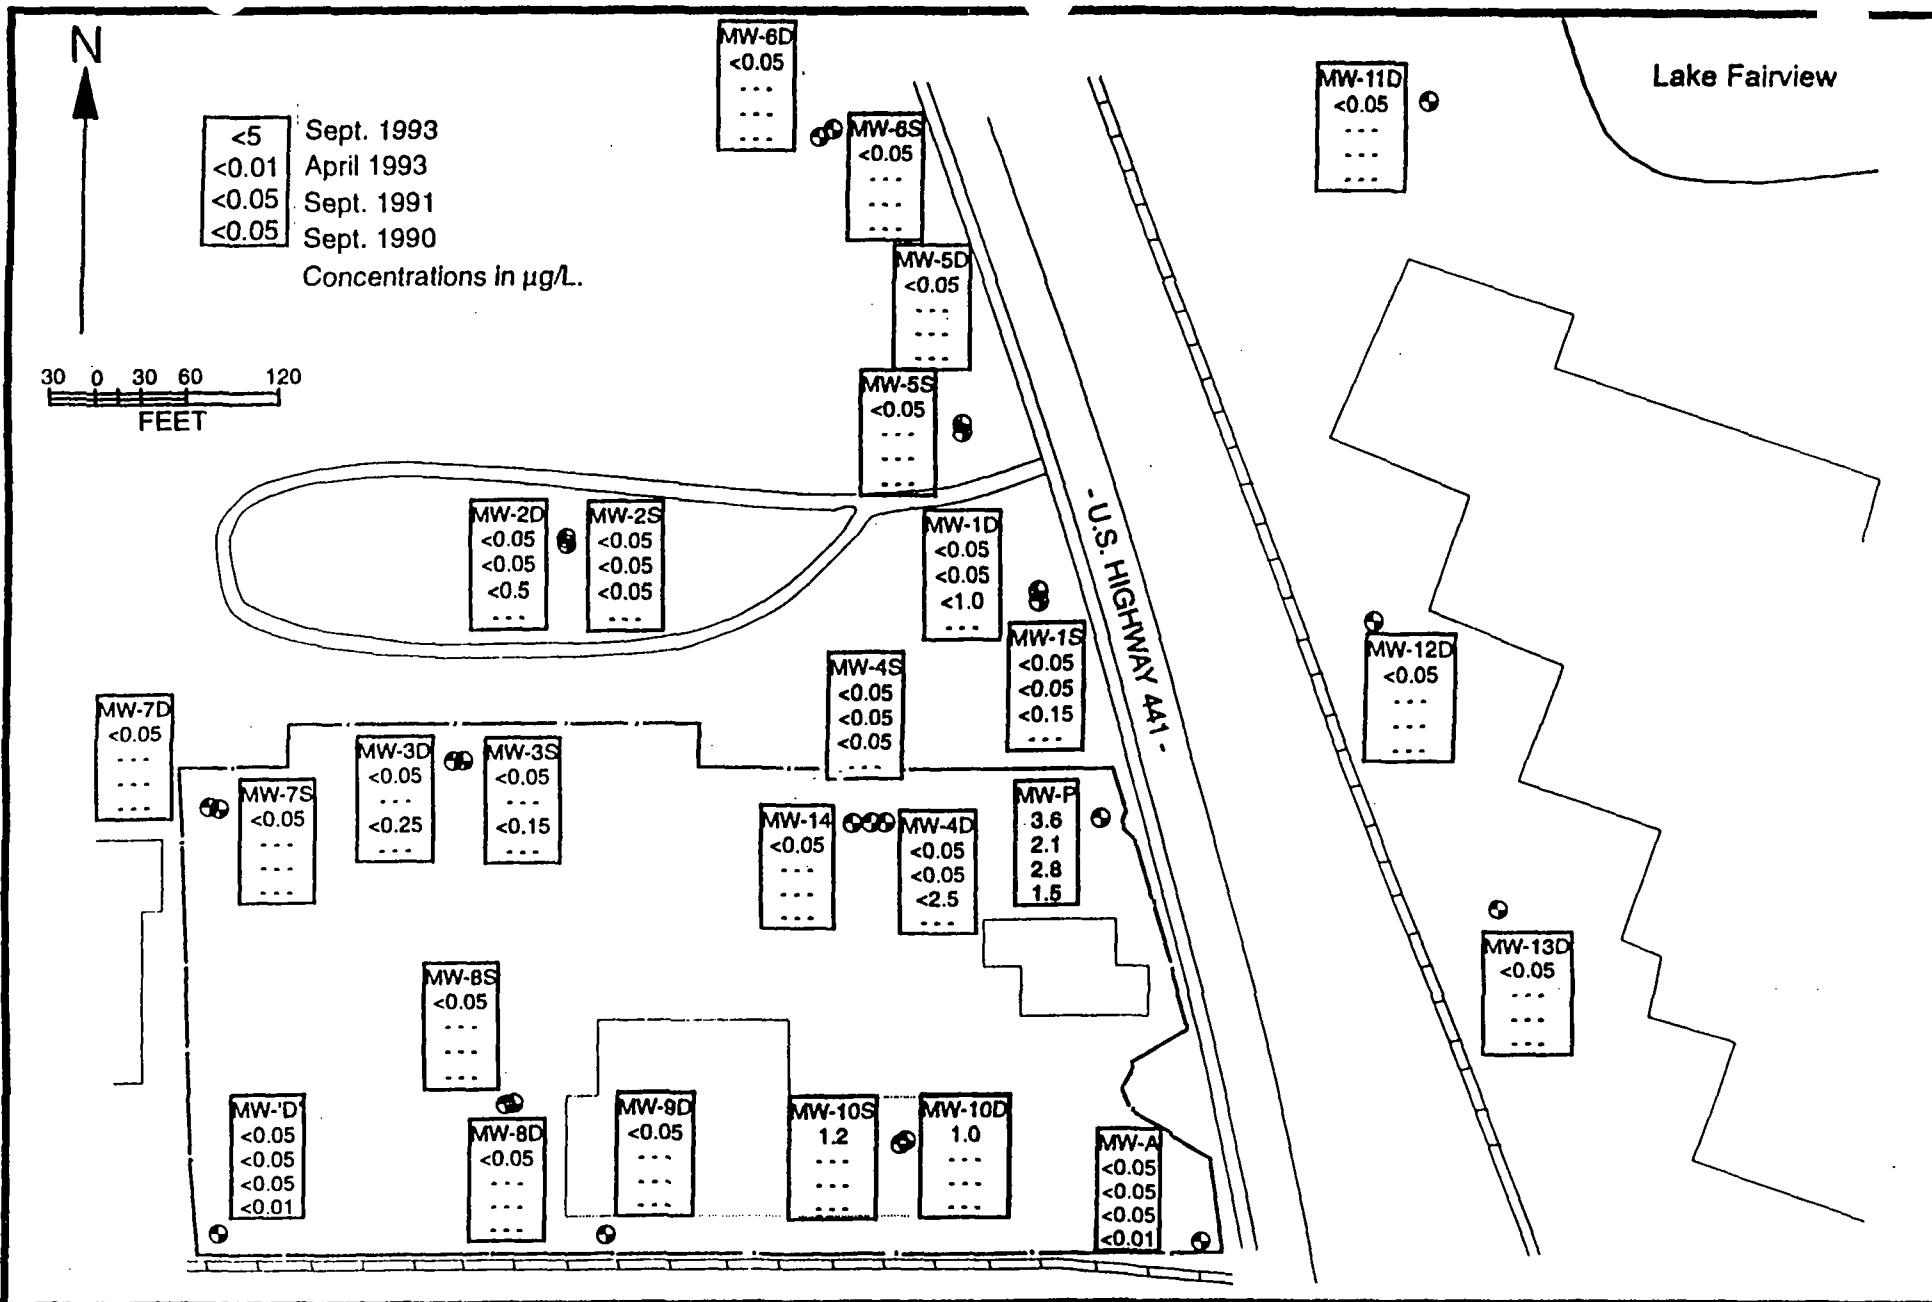 N
<5 Sept. 1993
<0.01 April 1993
<0.05 Sept. 1991
<0.05 Sept. 1990
Concentrations in µg/L.
30 0 30 60 120
FEET
MW-6D
<0.05
---
---
---
MW-6S
<0.05
---
---
---
MW-5D
<0.05
---
---
---
MW-5S
<0.05
---
---
---
MW-11D
<0.05
---
---
---
Lake Fairview
MW-2D
<0.05
<0.05
<0.5
---
MW-2S
<0.05
<0.05
<0.05
---
MW-1D
<0.05
<0.05
<1.0
---
MW-1S
<0.05
<0.05
<0.15
---
- U.S. HIGHWAY 441 -
MW-12D
<0.05
---
---
---
MW-4S
<0.05
<0.05
<0.05
---
MW-7D
<0.05
---
---
---
MW-7S
<0.05
---
---
---
MW-3D
<0.05
---
<0.25
---
MW-3S
<0.05
---
<0.15
---
MW-14
<0.05
---
---
---
MW-4D
<0.05
<0.05
<2.5
---
MW-P
3.6
2.1
2.8
1.5
MW-13D
<0.05
---
---
---
MW-8S
<0.05
---
---
---
MW-'D'
<0.05
<0.05
<0.05
<0.01
MW-8D
<0.05
---
---
---
MW-9D
<0.05
---
---
---
MW-10S
1.2
---
---
---
MW-10D
1.0
---
---
---
MW-A
<0.05
<0.05
<0.05
<0.01